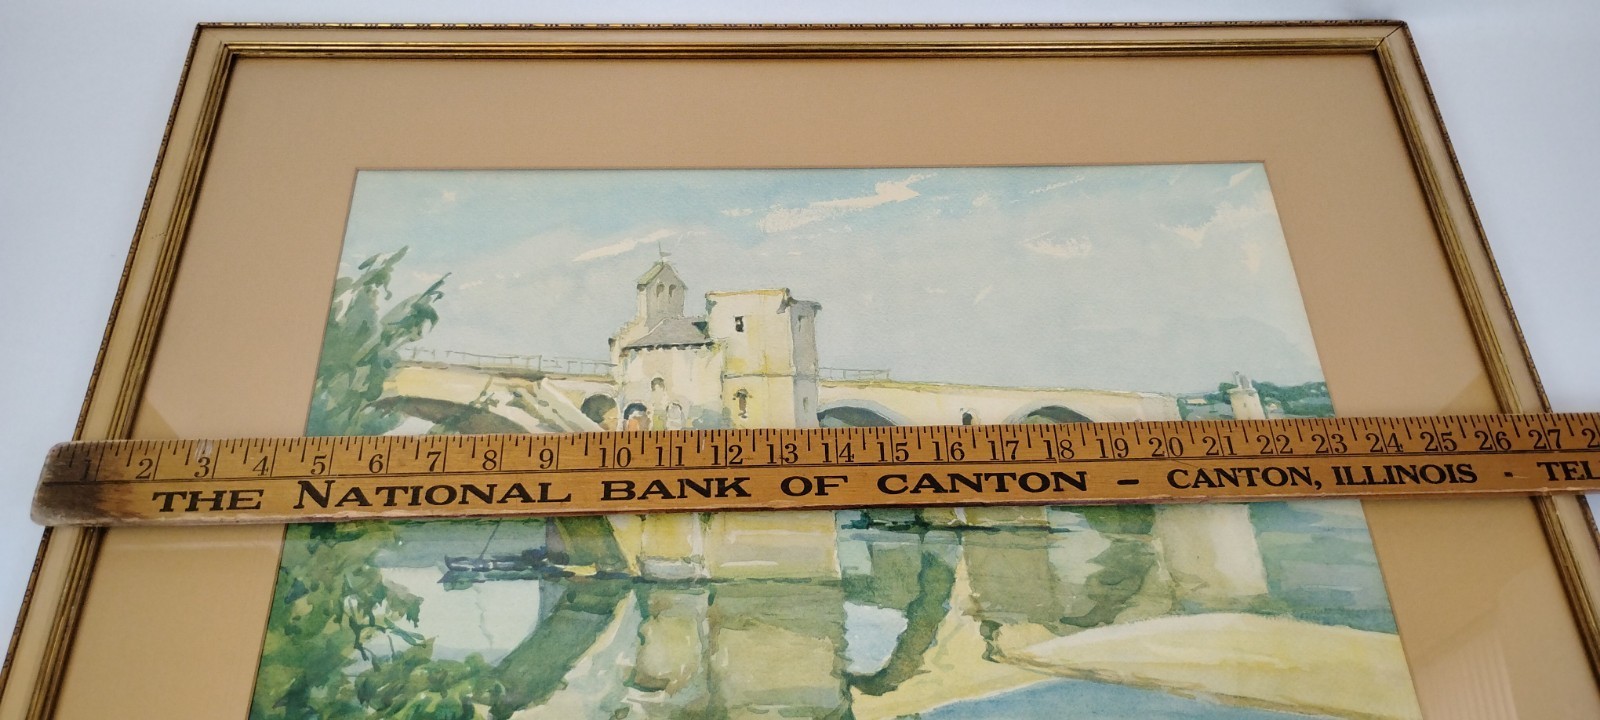 1 2 3 4 5 6 7 8 9 10 11 12 13 14 15 16 17 18 19 20 21 22 23 24 25 26 27 2
THE NATIONAL BANK OF CANTON - CANTON, ILLINOIS - TEL